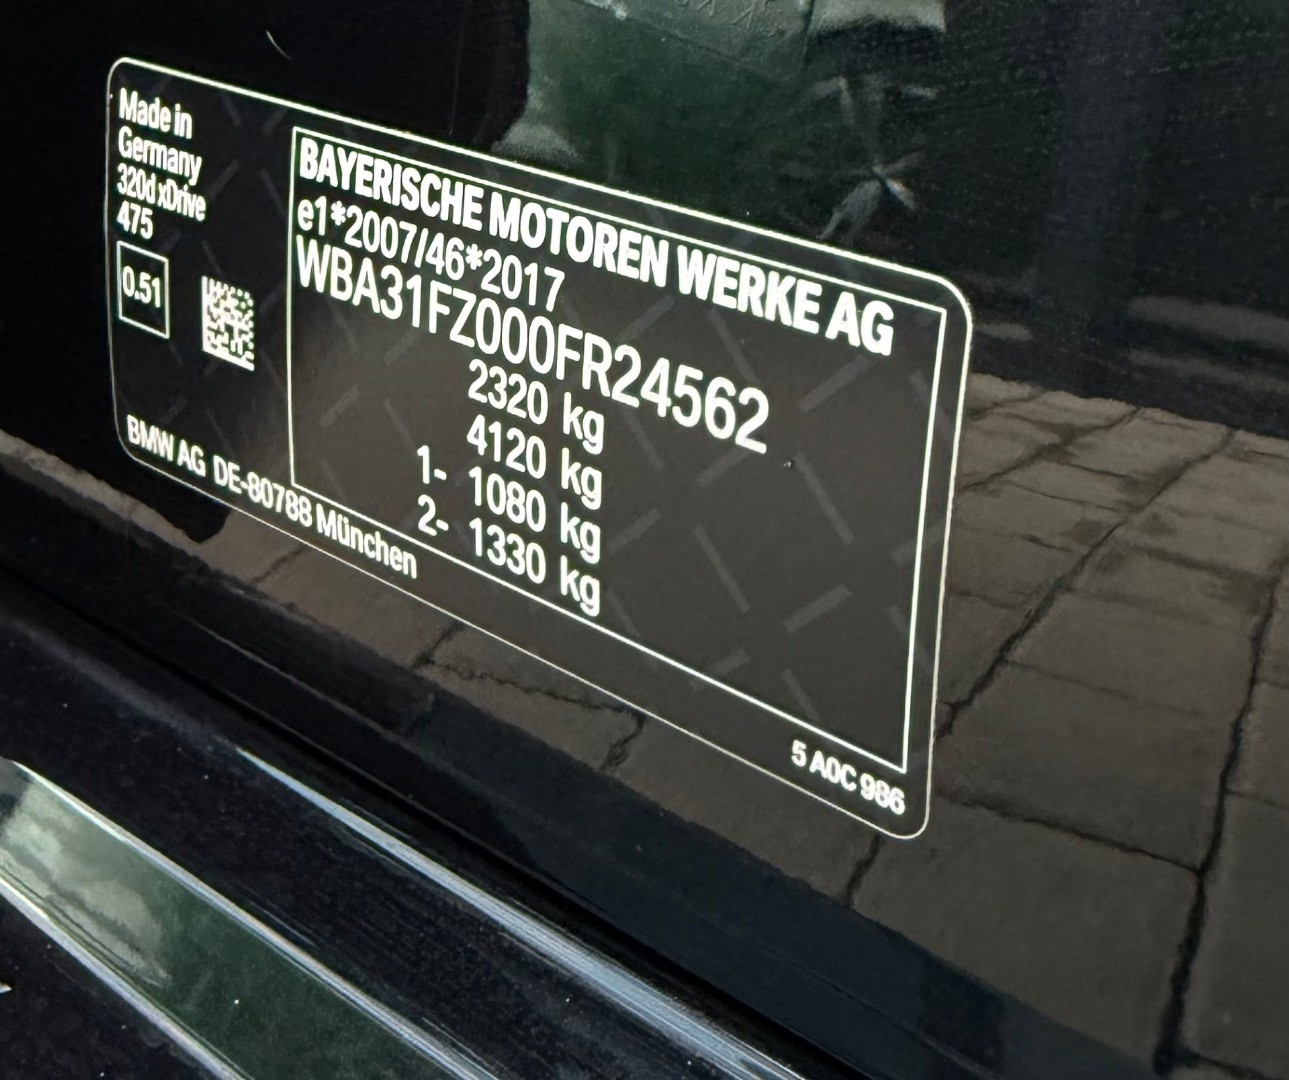 Made in
Germany
320d xDrive
475
0.51
BAYERISCHE MOTOREN WERKE AG
e1*2007/46*2017
WBA31FZ000FR24562
2320 kg
4120 kg
1- 1080 kg
2- 1330 kg
BMW AG DE-80788 München
5 A0C 986